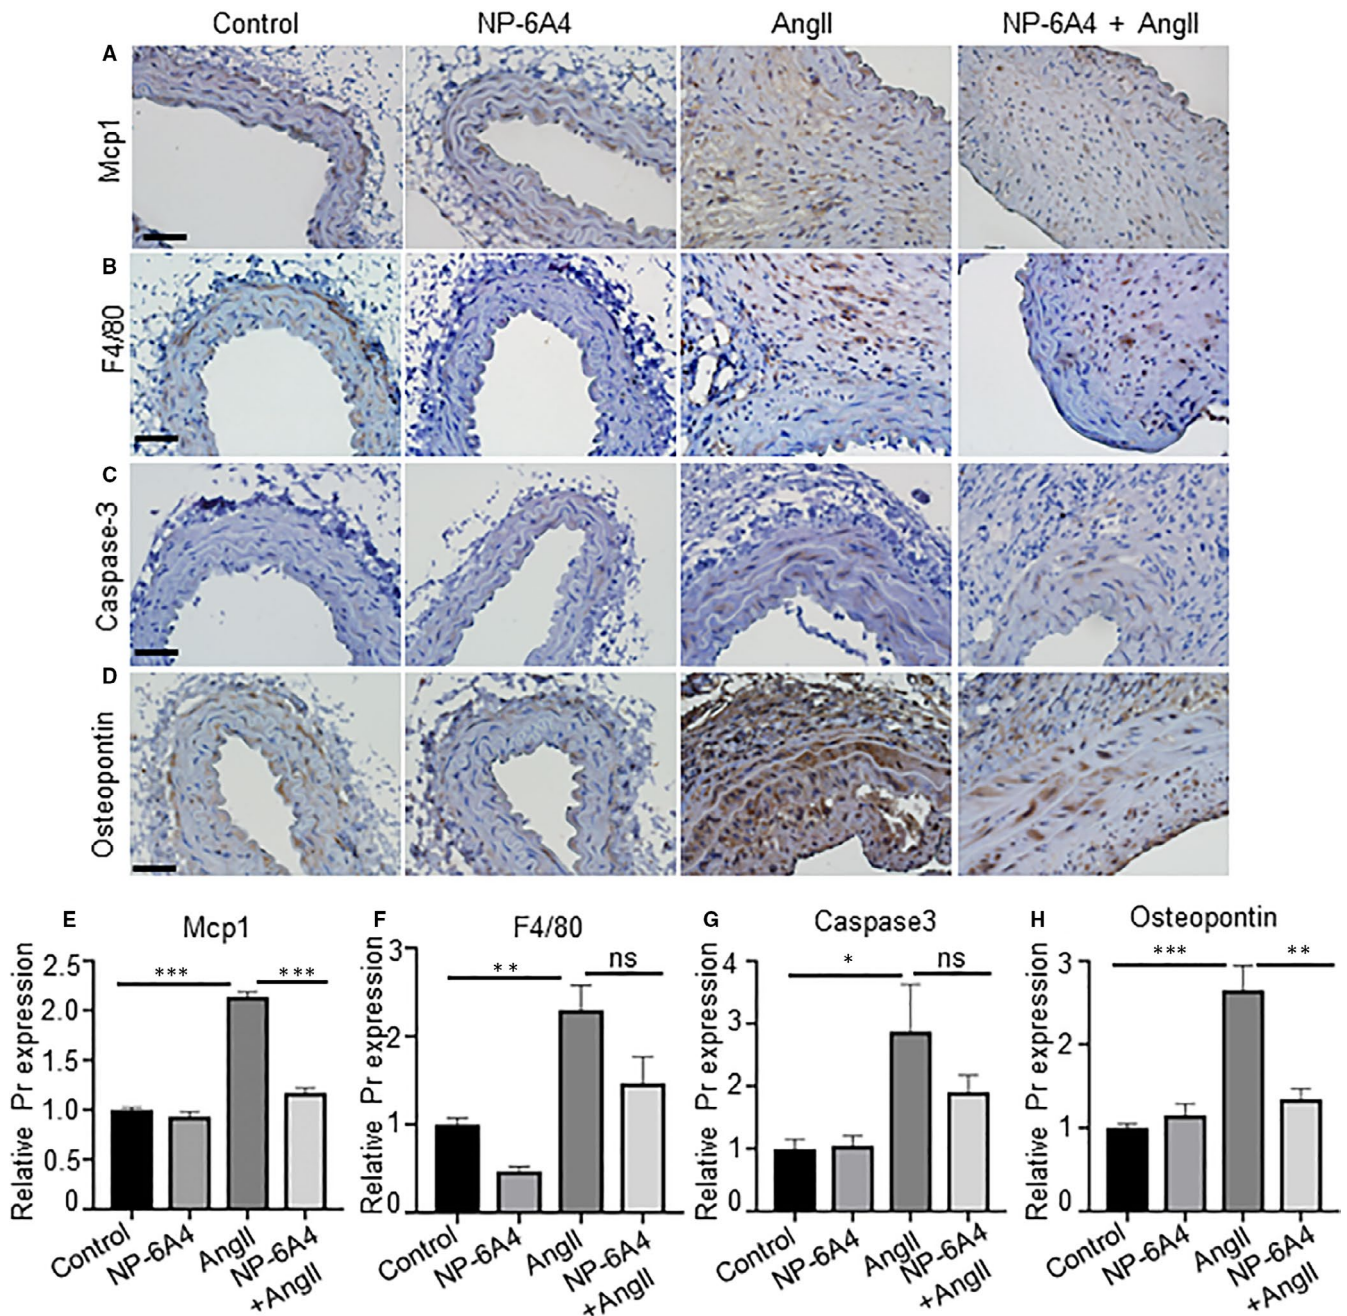 Control NP-6A4 AngII NP-6A4 + AngII
A
Mcp1
B
F4/80
C
Caspase-3
D
Osteopontin
E Mcp1
Relative Pr expression
2.5
2.0
1.5
1.0
0.5
0
*** ***
Control
NP-6A4
AngII
NP-6A4
+AngII
F F4/80
Relative Pr expression
3
2
1
0
** ns
Control
NP-6A4
AngII
NP-6A4
+AngII
G Caspase3
Relative Pr expression
4
3
2
1
0
* ns
Control
NP-6A4
AngII
NP-6A4
+AngII
H Osteopontin
Relative Pr expression
3
2
1
0
*** **
Control
NP-6A4
AngII
NP-6A4
+AngII